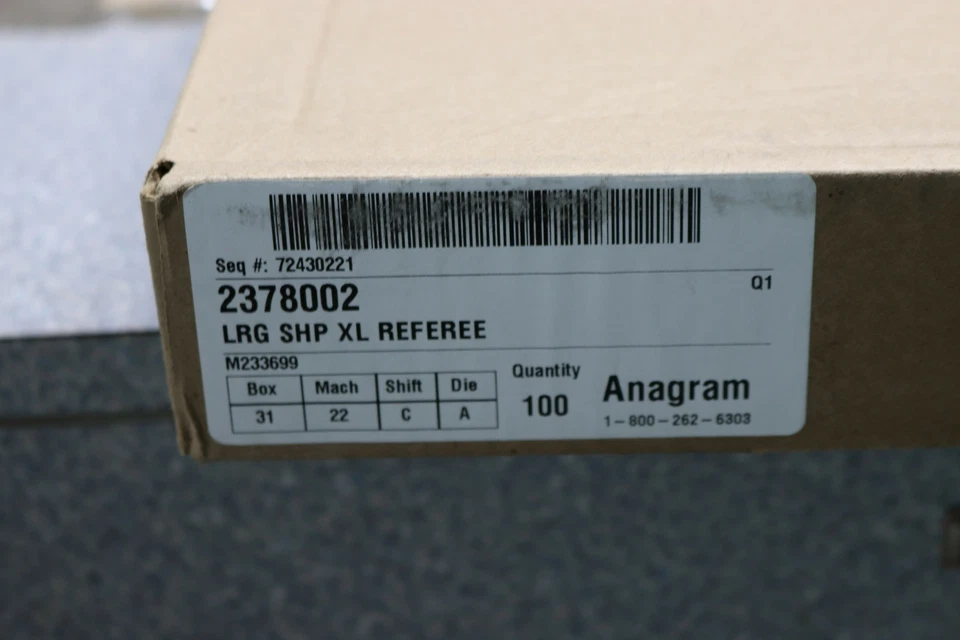 Seq #: 72430221
2378002
Q1
LRG SHP XL REFEREE
M233699
Box Mach Shift Die
31 22 C A
Quantity
100
Anagram
1-800-262-6303